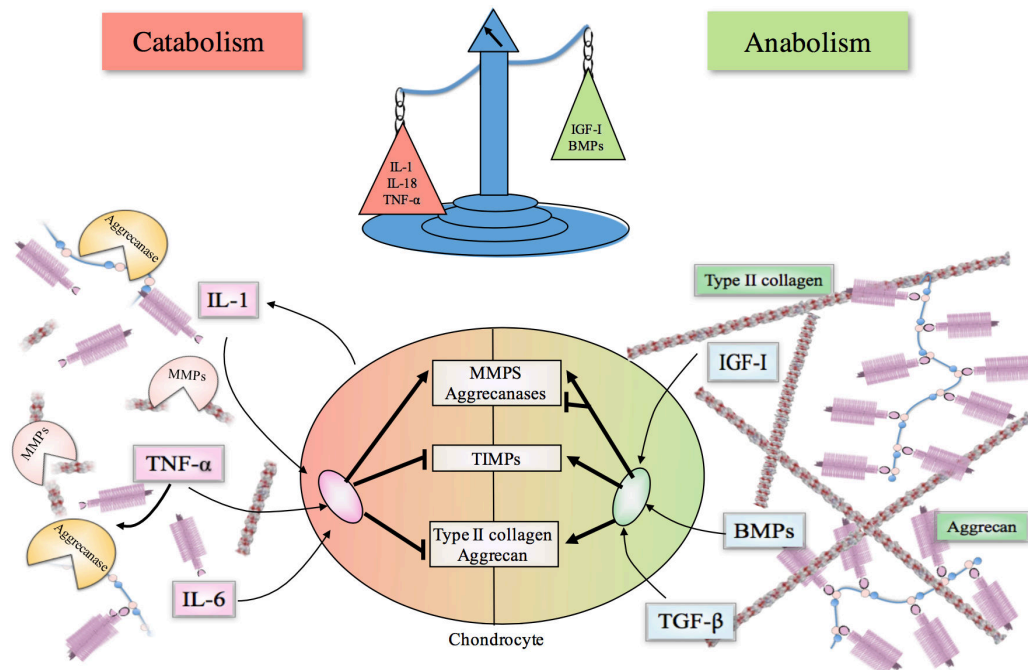 Catabolism
Anabolism
IGF-I
BMPs
IL-1
IL-18
TNF-α
Aggrecanase
IL-1
Type II collagen
IGF-I
MMPs
MMPS
Aggrecanases
MMPs
TNF-α
TIMPs
Aggrecanase
Type II collagen
Aggrecan
BMPs
Aggrecan
IL-6
TGF-β
Chondrocyte